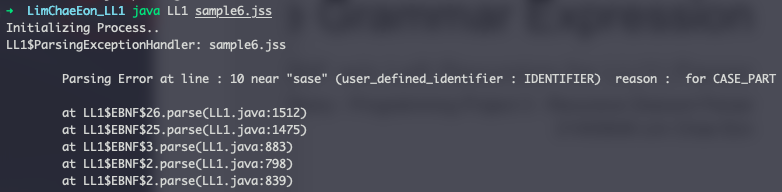 ➜ LimChaeEon_LL1 java LL1 sample6.jss
Initializing Process..
LL1$ParsingExceptionHandler: sample6.jss
Parsing Error at line : 10 near "sase" (user_defined_identifier : IDENTIFIER) reason : for CASE_PART
at LL1$EBNF$26.parse(LL1.java:1512)
at LL1$EBNF$25.parse(LL1.java:1475)
at LL1$EBNF$3.parse(LL1.java:883)
at LL1$EBNF$2.parse(LL1.java:798)
at LL1$EBNF$2.parse(LL1.java:839)